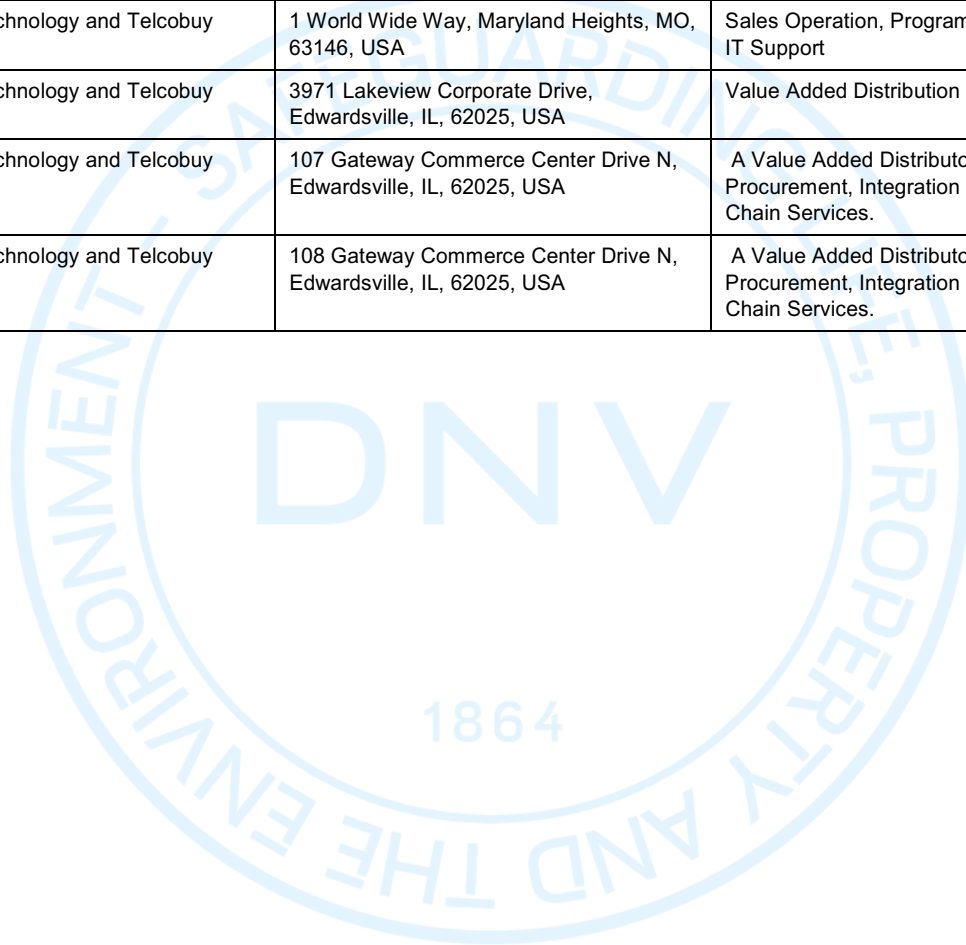 chnology and Telcobuy
1 World Wide Way, Maryland Heights, MO,
63146, USA
Sales Operation, Program
IT Support
chnology and Telcobuy
3971 Lakeview Corporate Drive,
Edwardsville, IL, 62025, USA
Value Added Distribution
chnology and Telcobuy
107 Gateway Commerce Center Drive N,
Edwardsville, IL, 62025, USA
A Value Added Distributo
Procurement, Integration
Chain Services.
chnology and Telcobuy
108 Gateway Commerce Center Drive N,
Edwardsville, IL, 62025, USA
A Value Added Distributo
Procurement, Integration
Chain Services.
SAFEGUARDING LIFE, PROPERTY AND THE ENVIRONMENT –
DNV
1864